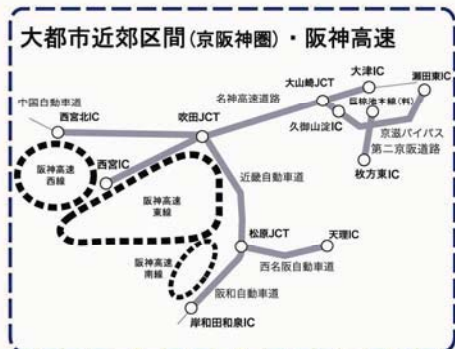 大都市近郊区間(京阪神圏)・阪神高速
大津IC
瀬田東IC
大山崎JCT
名神高速道路
巨椋池本線(料)
中国自動車道
西宮北IC
吹田JCT
久御山淀IC
京滋バイパス
第二京阪道路
枚方東IC
阪神高速
西線
西宮IC
近畿自動車道
阪神高速
東線
松原JCT
天理IC
阪神高速
南線
西名阪自動車道
阪和自動車道
岸和田和泉IC